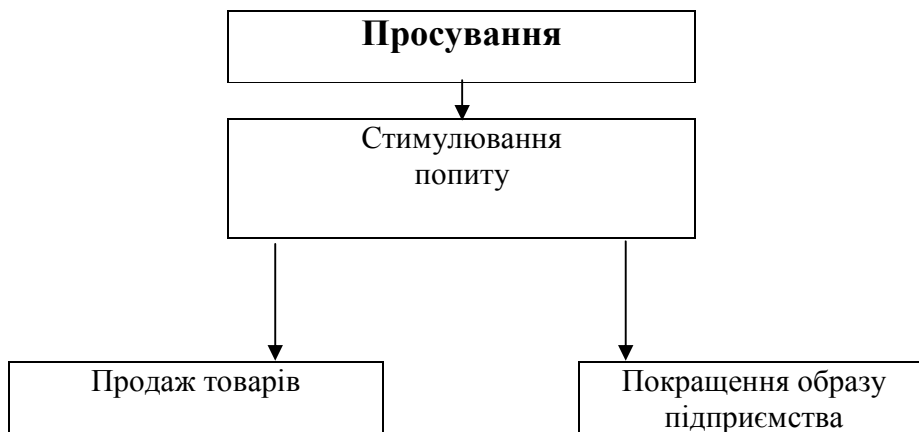 Просування
Стимулювання
попиту
Продаж товарів
Покращення образу
підприємства